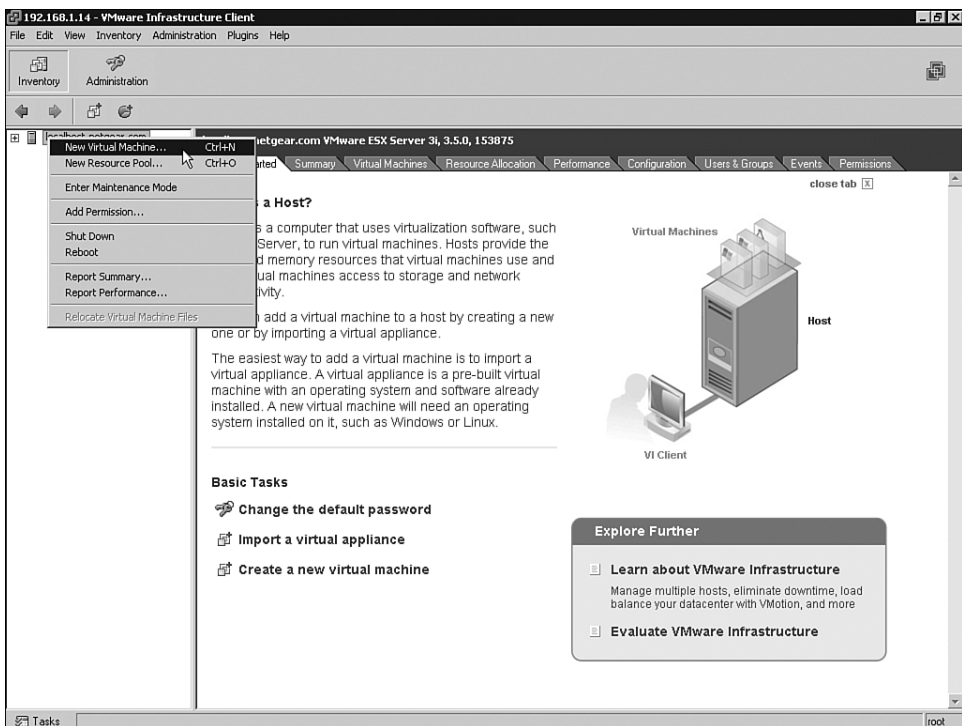 192.168.1.14 - VMware Infrastructure Client
File Edit View Inventory Administration Plugins Help
Inventory Administration
localhost.netgear.com
New Virtual Machine... Ctrl+N
New Resource Pool... Ctrl+O
Enter Maintenance Mode
Add Permission...
Shut Down
Reboot
Report Summary...
Report Performance...
Relocate Virtual Machine Files
etgear.com VMware ESX Server 3i, 3.5.0, 153875
arted Summary Virtual Machines Resource Allocation Performance Configuration Users & Groups Events Permissions
close tab X
a Host?
s a computer that uses virtualization software, such
Server, to run virtual machines. Hosts provide the
d memory resources that virtual machines use and
ual machines access to storage and network
ivity.
add a virtual machine to a host by creating a new
one or by importing a virtual appliance.
The easiest way to add a virtual machine is to import a
virtual appliance. A virtual appliance is a pre-built virtual
machine with an operating system and software already
installed. A new virtual machine will need an operating
system installed on it, such as Windows or Linux.
Virtual Machines
Host
VI Client
Basic Tasks
Change the default password
Import a virtual appliance
Create a new virtual machine
Explore Further
Learn about VMware Infrastructure
Manage multiple hosts, eliminate downtime, load
balance your datacenter with VMotion, and more
Evaluate VMware Infrastructure
Tasks
root